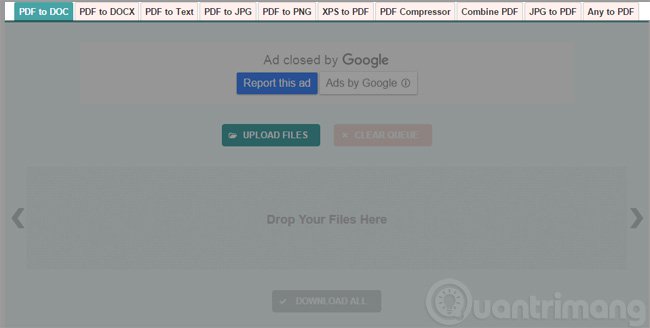 PDF to DOC PDF to DOCX PDF to Text PDF to JPG PDF to PNG XPS to PDF PDF Compressor Combine PDF JPG to PDF Any to PDF
Ad closed by Google
Report this ad Ads by Google
UPLOAD FILES CLEAR QUEUE
Drop Your Files Here
DOWNLOAD ALL
Quantrimang